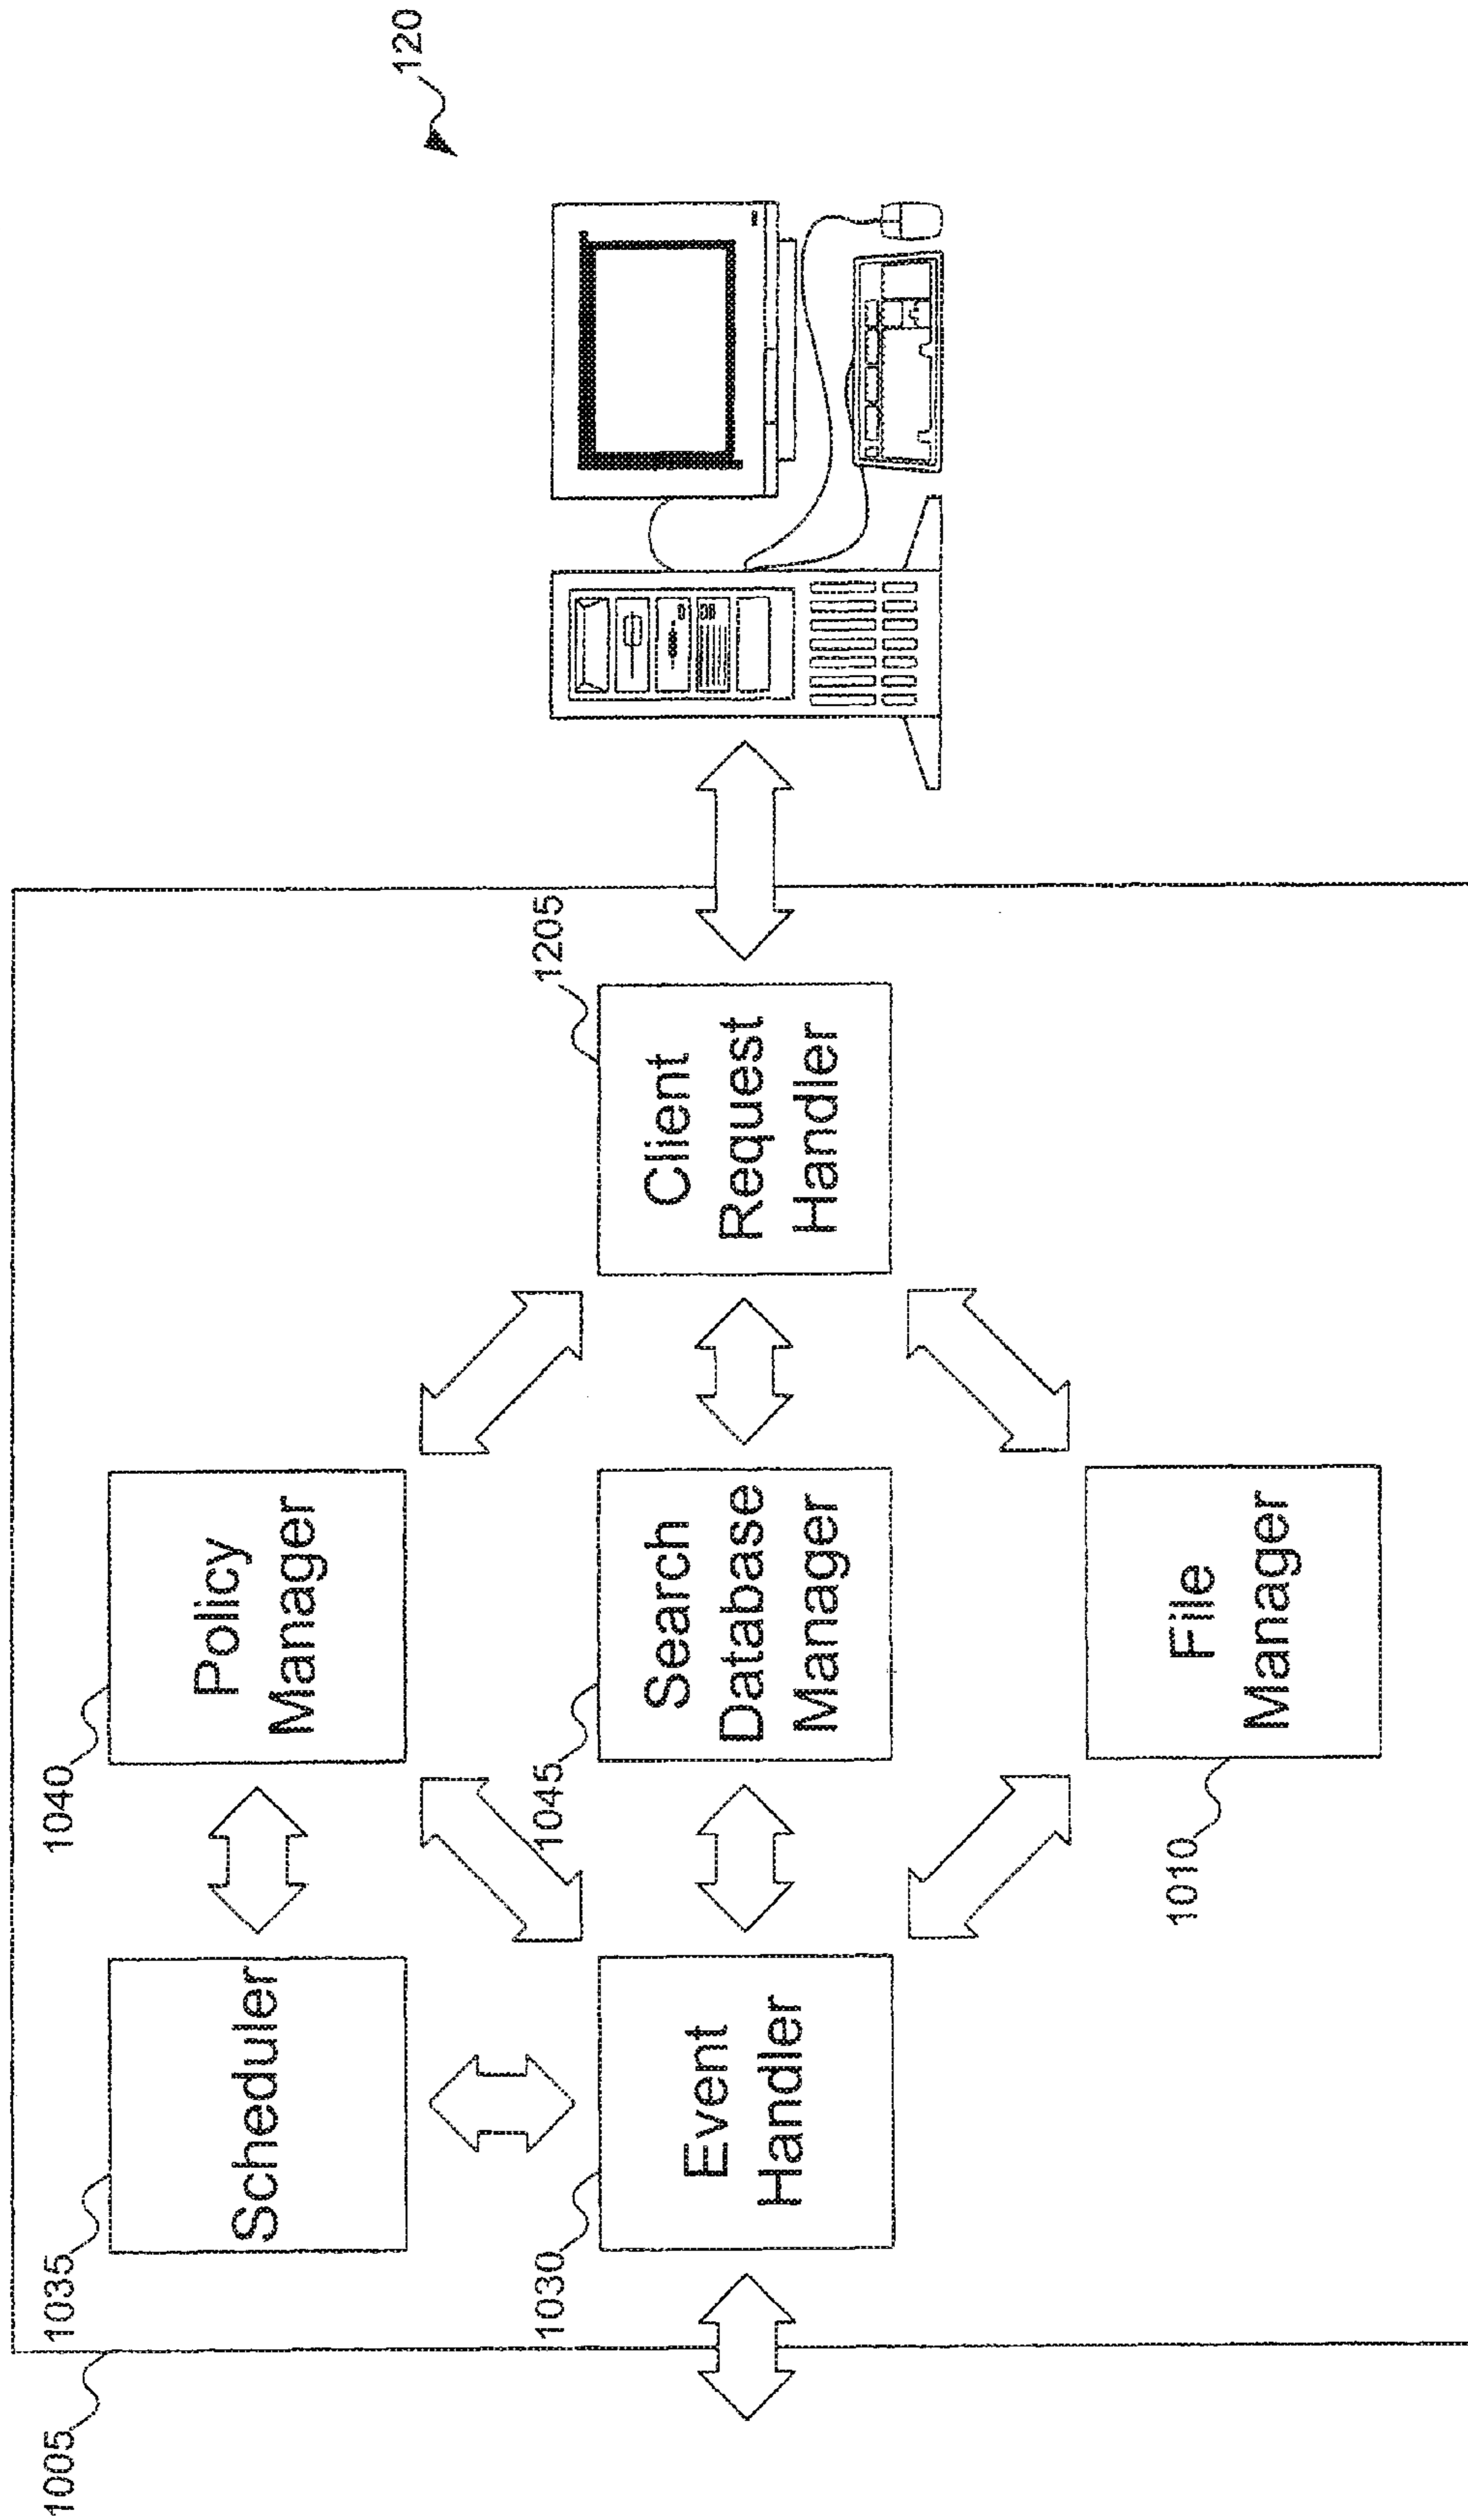 120
1005
1035
Scheduler
1040
Policy
Manager
1030
Event
Handler
1045
Search
Database
Manager
1205
Client
Request
Handler
1010
File
Manager